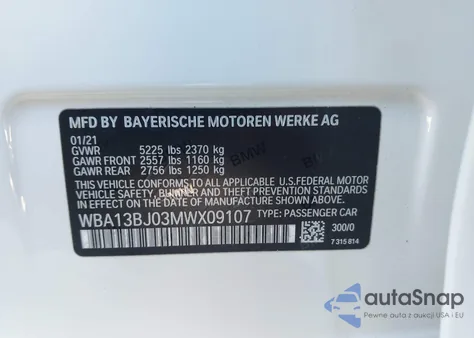 MFD BY BAYERISCHE MOTOREN WERKE AG
01/21
GVWR 5225 lbs 2370 kg
GAWR FRONT 2557 lbs 1160 kg
GAWR REAR 2756 lbs 1250 kg
THIS VEHICLE CONFORMS TO ALL APPLICABLE U.S.FEDERAL MOTOR
VEHICLE SAFETY, BUMPER, AND THEFT PREVENTION STANDARDS
IN EFFECT ON THE DATE OF MANUFACTURE SHOWN ABOVE.
WBA13BJ03MWX09107 TYPE: PASSENGER CAR
300/0
7 315 814
BMW
autoSnap
Pewne auto z aukcji USA i EU